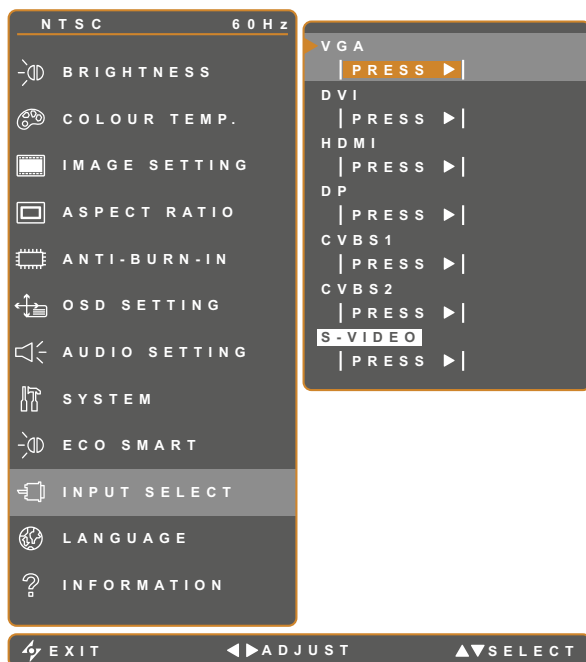 NTSC 60Hz
BRIGHTNESS
COLOUR TEMP.
IMAGE SETTING
ASPECT RATIO
ANTI-BURN-IN
OSD SETTING
AUDIO SETTING
SYSTEM
ECO SMART
INPUT SELECT
LANGUAGE
INFORMATION
VGA
PRESS ▶
DVI
PRESS ▶
HDMI
PRESS ▶
DP
PRESS ▶
CVBS1
PRESS ▶
CVBS2
PRESS ▶
S-VIDEO
PRESS ▶
EXIT ◀▶ADJUST ▲▼SELECT